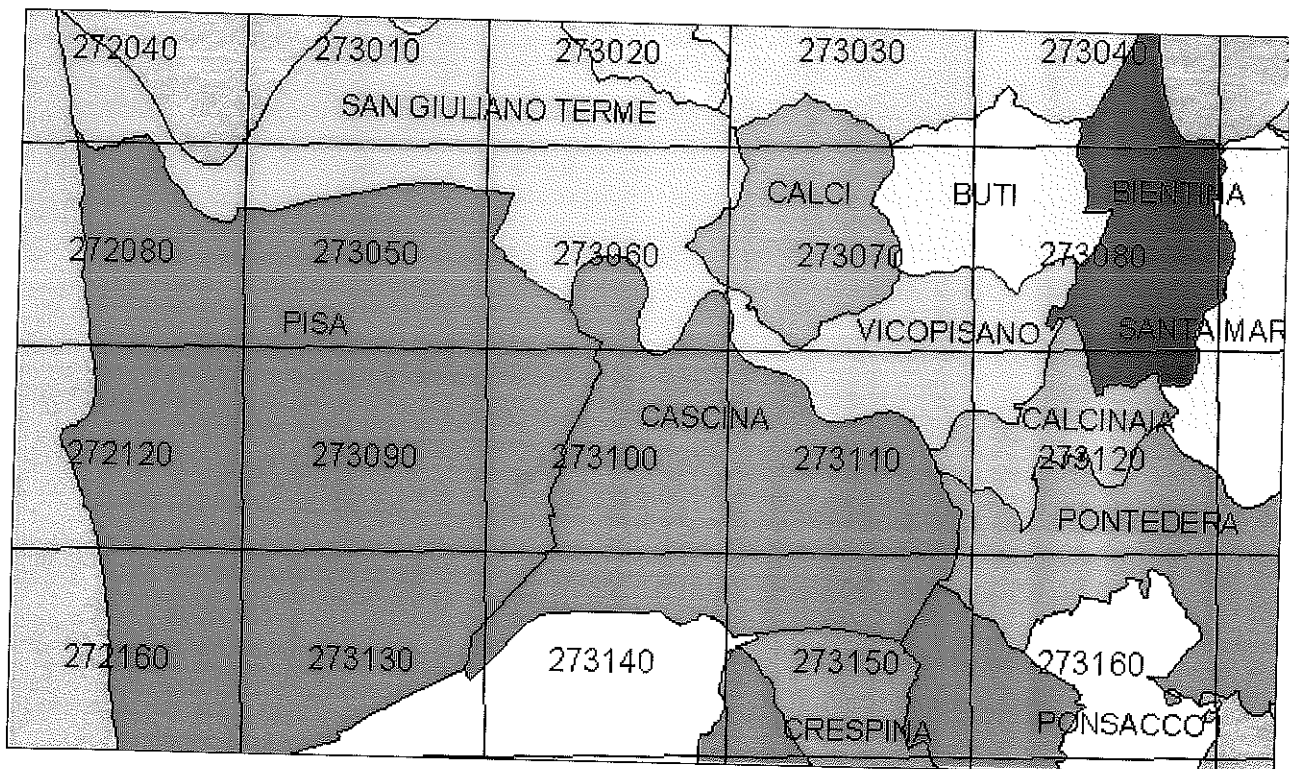 272040 273010 273020 273030 273040
SAN GIULIANO TERME
CALCI BUTI BIENTINA
272080 273050 273060 273070 273080
PISA VICOPISANO SANTA MAR
CASCINA CALCINAIA
272120 273090 273100 273110 273120
PONTEDERA
272160 273130 273140 273150 273160
CRESPINA PONSACCO